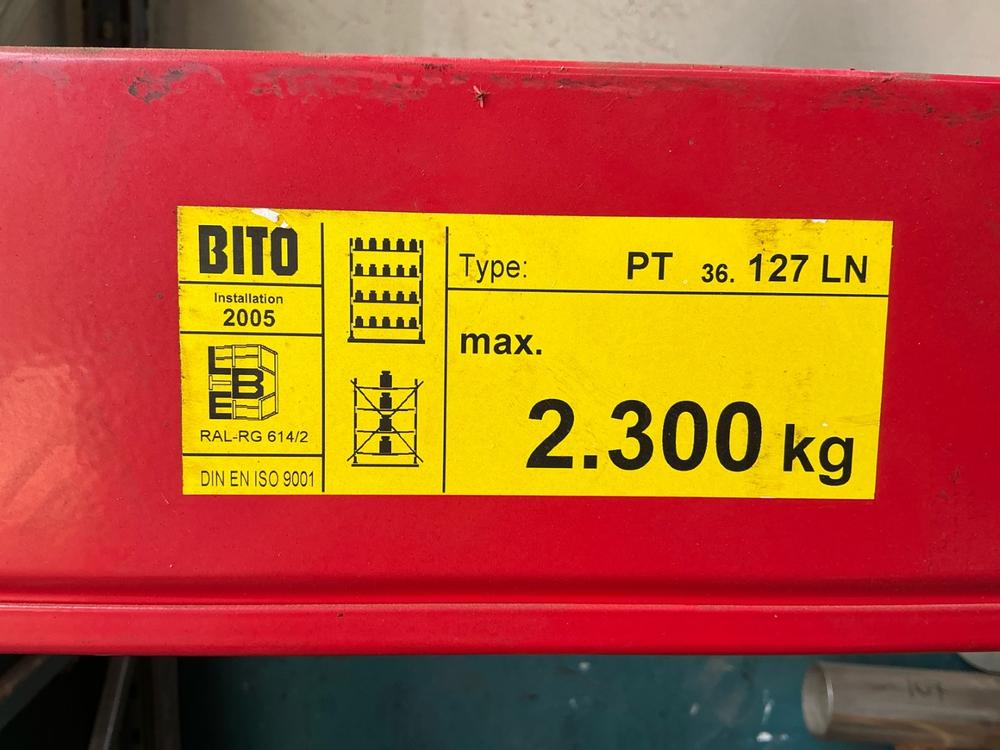 BITO
Installation
2005
LBE
RAL-RG 614/2
DIN EN ISO 9001
Type: PT 36. 127 LN
max.
2.300 kg